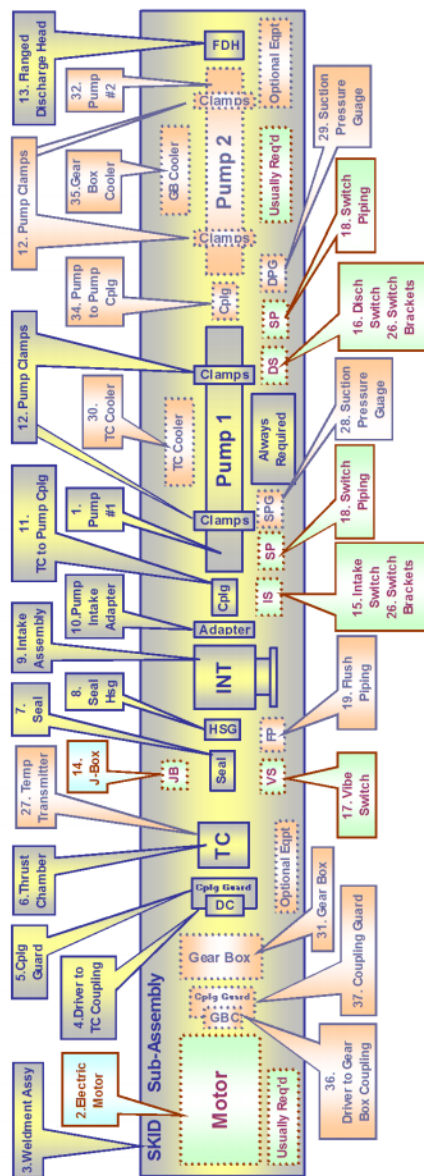 3.Weldment Assy
2.Electric
Motor
5.Cplg
Guard
4.Driver to
TC Coupling
6.Thrust
Chamber
27. Temp
Transmitter
14.
J-Box
7. Seal
8. Seal
Hsg
9. Intake
Assembly
10.Pump
Intake
Adapter
11.
TC to Pump Cplg
1.
Pump
#1
12. Pump Clamps
30.
TC Cooler
34. Pump
to Pump
to Cplg
12. Pump Clamps
35.Gear
Box
Cooler
32.
Pump
#2
13. Ranged
Discharge Head
SKID Sub-Assembly
Motor
Usually Req'd
Cplg Guard
GBC
Gear Box
Cplg Guard
DC
TC
Optional Eqpt
JB
Seal
VS
HSG
FP
INT
Adapter
Cplg
IS
SP
SPG
Clamps
Pump 1
TC Cooler
Always
Required
Clamps
DS
SP
DPG
Cplg
Clamps
GB Cooler
Pump 2
Usually Req'd
Clamps
Optional Eqpt
FDH
36.
Driver to Gear
Box Coupling
37. Coupling Guard
31. Gear Box
17. Vibe
Switch
19. Flush
Piping
15. Intake
Switch
26. Switch
Brackets
18. Switch
Piping
28. Suction
Pressure
Guage
16. Disch
Switch
26. Switch
Brackets
18. Switch
Piping
29. Suction
Pressure
Guage